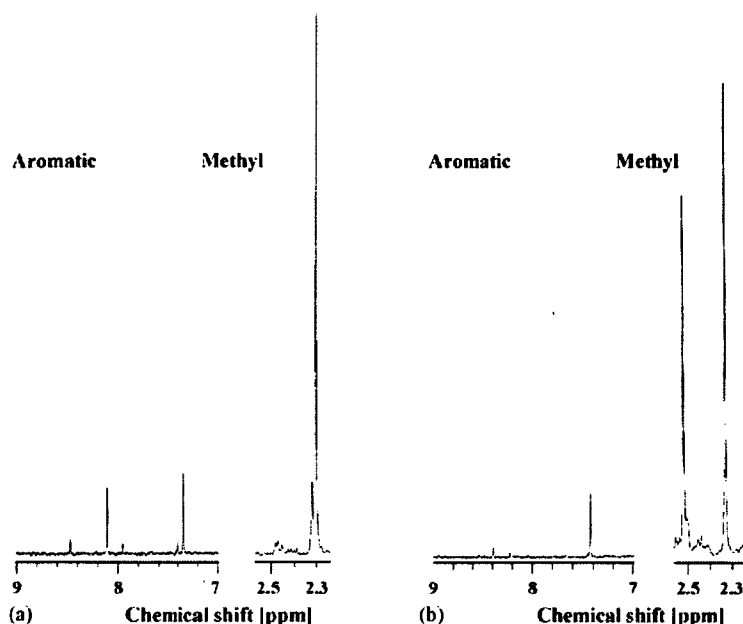 Aromatic Methyl Aromatic Methyl
9 8 7 2.5 2.3 9 8 7 2.5 2.3
(a) Chemical shift [ppm] (b) Chemical shift [ppm]